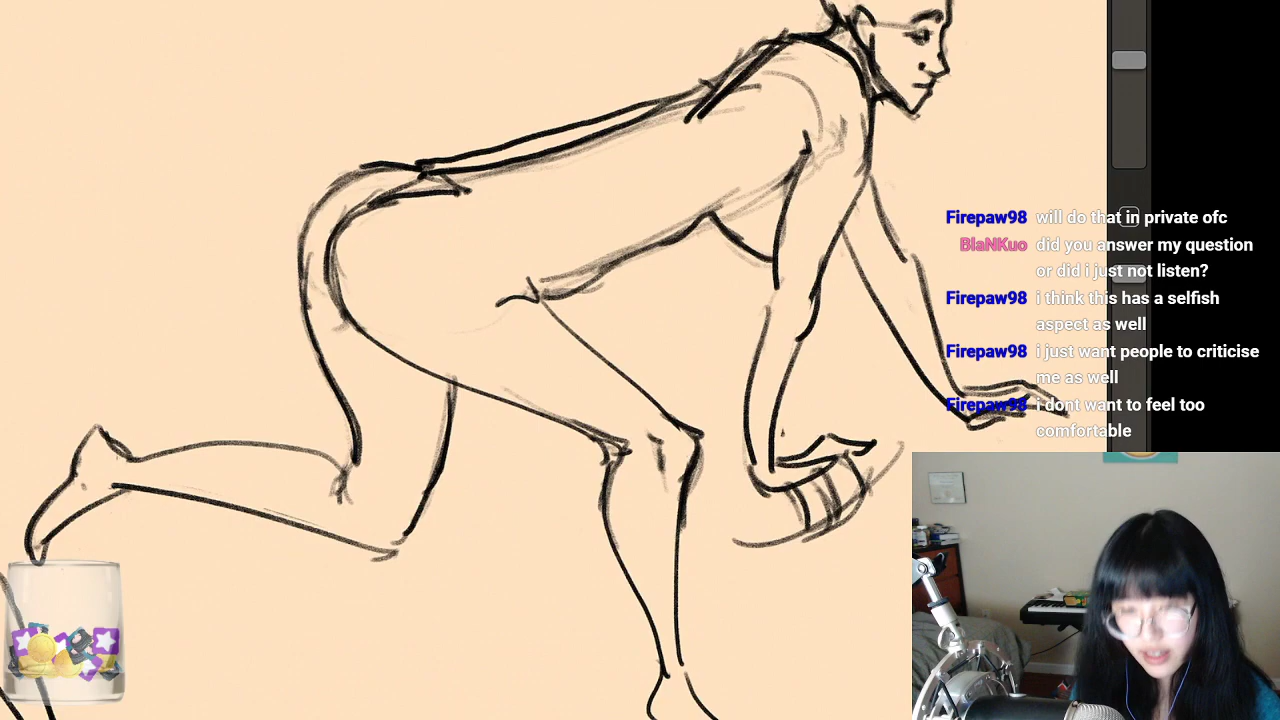 Firepaw98 will do that in private ofc
BlaNKuo did you answer my question
or did i just not listen?
Firepaw98 i think this has a selfish
aspect as well
Firepaw98 i just want people to criticise
me as well
Firepaw98 i dont want to feel too
comfortable